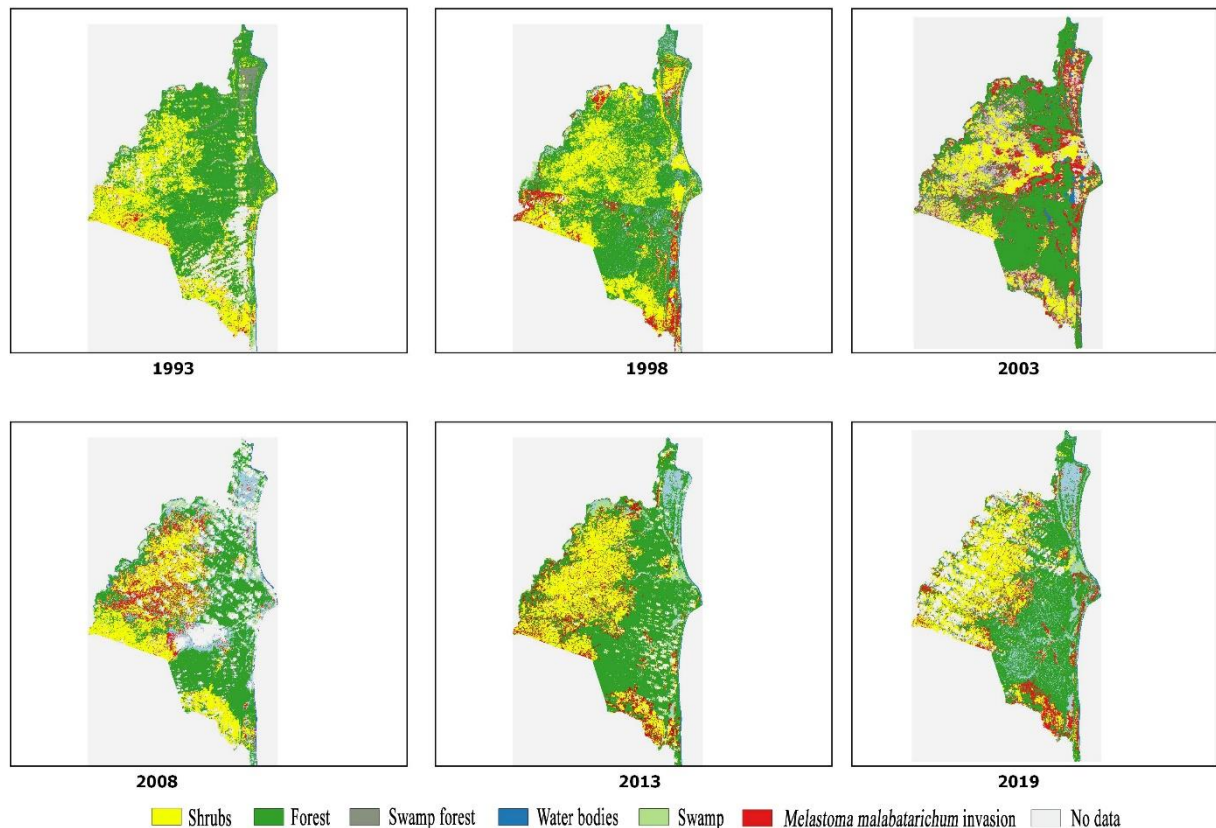 1993 1998 2003
2008 2013 2019
Shrubs Forest Swamp forest Water bodies Swamp Melastoma malabatarichum invasion No data